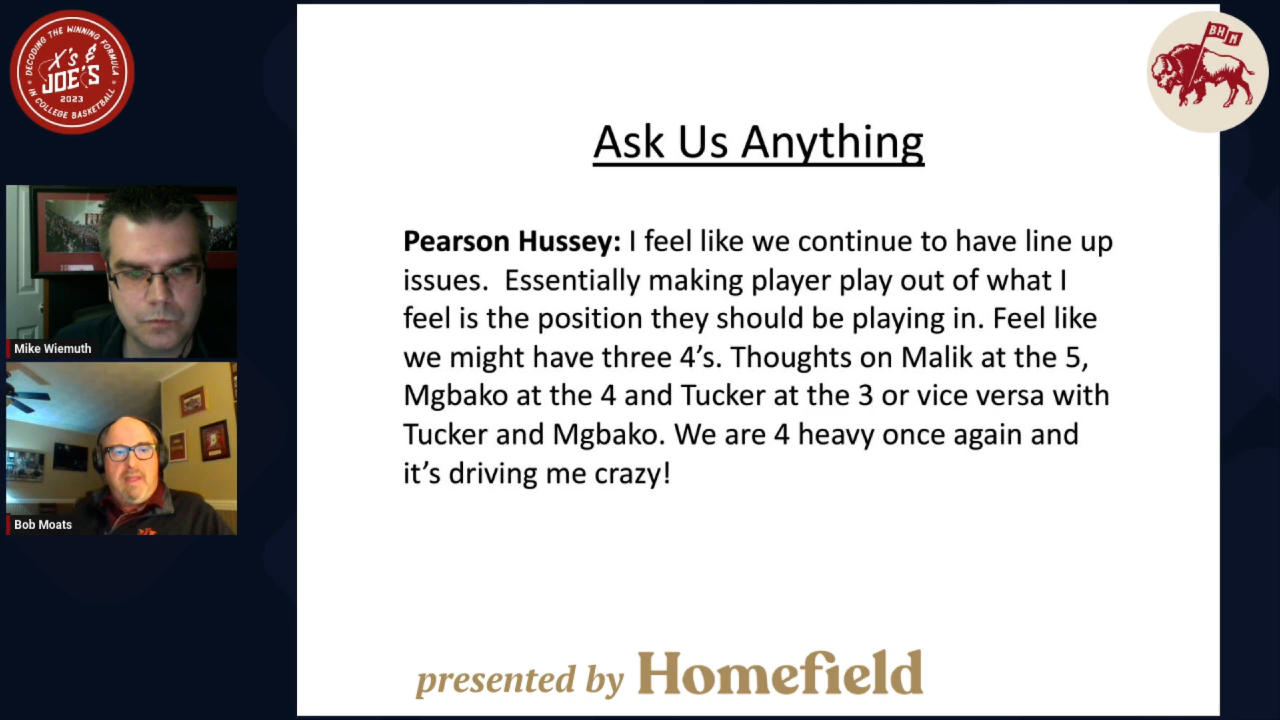 DECODING THE WINNING FORMULA
X's &
JOE'S
2023
IN COLLEGE BASKETBALL
BHM
Ask Us Anything
Pearson Hussey: I feel like we continue to have line up
issues.  Essentially making player play out of what I
feel is the position they should be playing in. Feel like
we might have three 4’s. Thoughts on Malik at the 5,
Mgbako at the 4 and Tucker at the 3 or vice versa with
Tucker and Mgbako. We are 4 heavy once again and
it’s driving me crazy!
Mike Wiemuth
Bob Moats
presented by Homefield